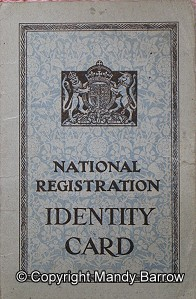 NATIONAL
REGISTRATION
IDENTITY
CARD
© Copyright Mandy Barrow